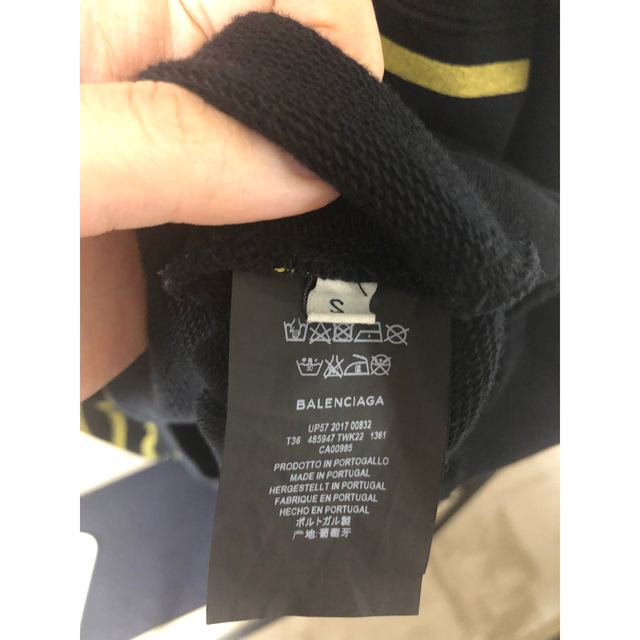 2
BALENCIAGA
UP57 2017 00832
T36 485947 TWK22 1361
CA00985
PRODOTTO IN PORTOGALLO
MADE IN PORTUGAL
HERGESTELLT IN PORTUGAL
FABRIQUE EN PORTUGAL
HECHO EN PORTUGAL
ポルトガル製
产地:葡萄牙